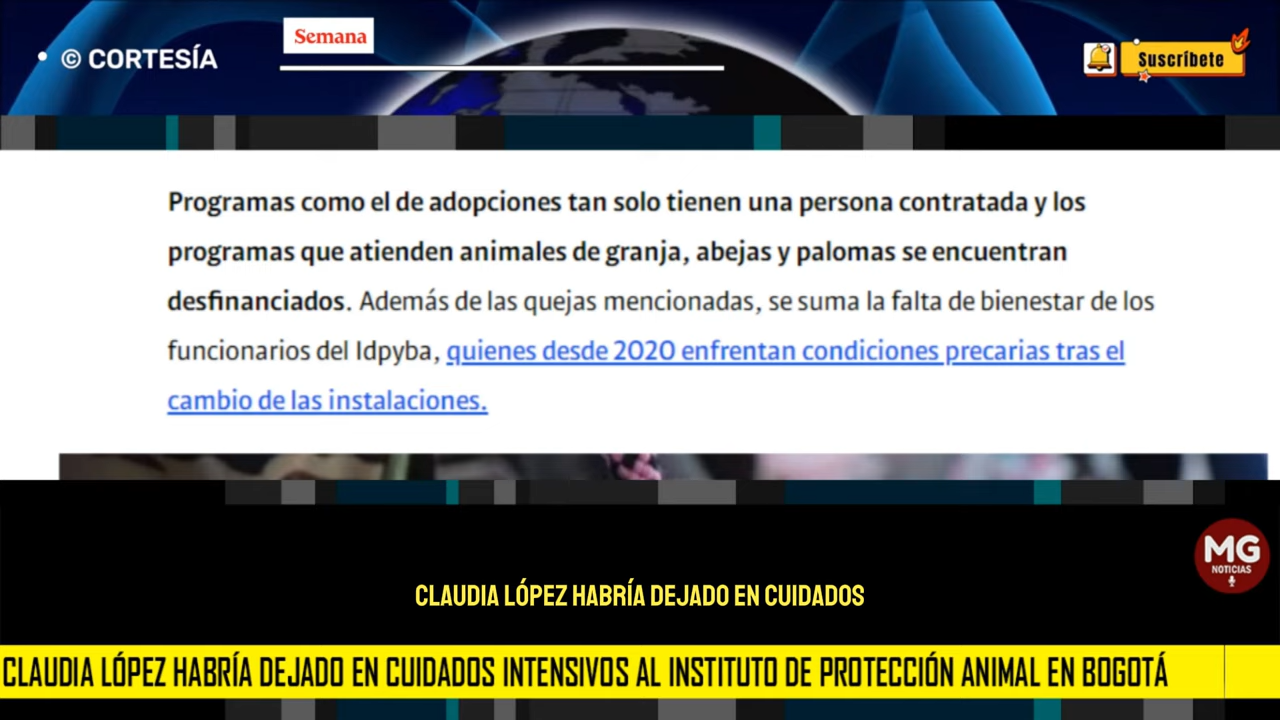 © CORTESÍA
Semana
Suscríbete
Programas como el de adopciones tan solo tienen una persona contratada y los
programas que atienden animales de granja, abejas y palomas se encuentran
desfinanciados. Además de las quejas mencionadas, se suma la falta de bienestar de los
funcionarios del Idpyba, quienes desde 2020 enfrentan condiciones precarias tras el
cambio de las instalaciones.
MG
NOTICIAS
CLAUDIA LÓPEZ HABRÍA DEJADO EN CUIDADOS
CLAUDIA LÓPEZ HABRÍA DEJADO EN CUIDADOS INTENSIVOS AL INSTITUTO DE PROTECCIÓN ANIMAL EN BOGOTÁ